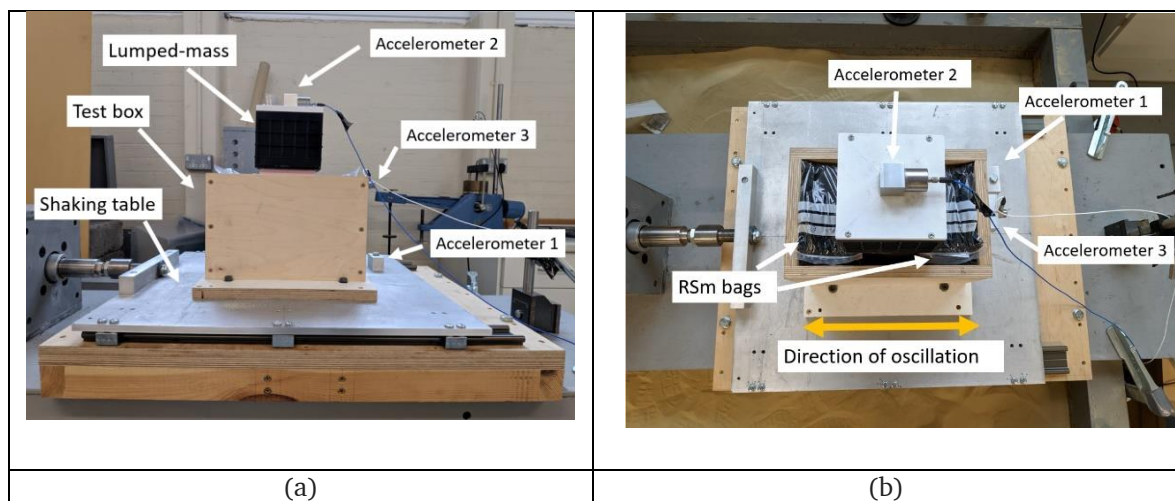 Accelerometer 2
Lumped-mass
Test box
Accelerometer 3
Shaking table
Accelerometer 1
(a)
Accelerometer 2
Accelerometer 1
Accelerometer 3
RSm bags
Direction of oscillation
(b)